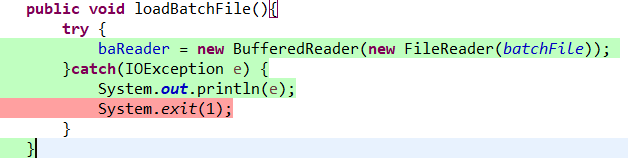 public void loadBatchFile(){
try {
baReader = new BufferedReader(new FileReader(batchFile));
}catch(IOException e) {
System.out.println(e);
System.exit(1);
}
}